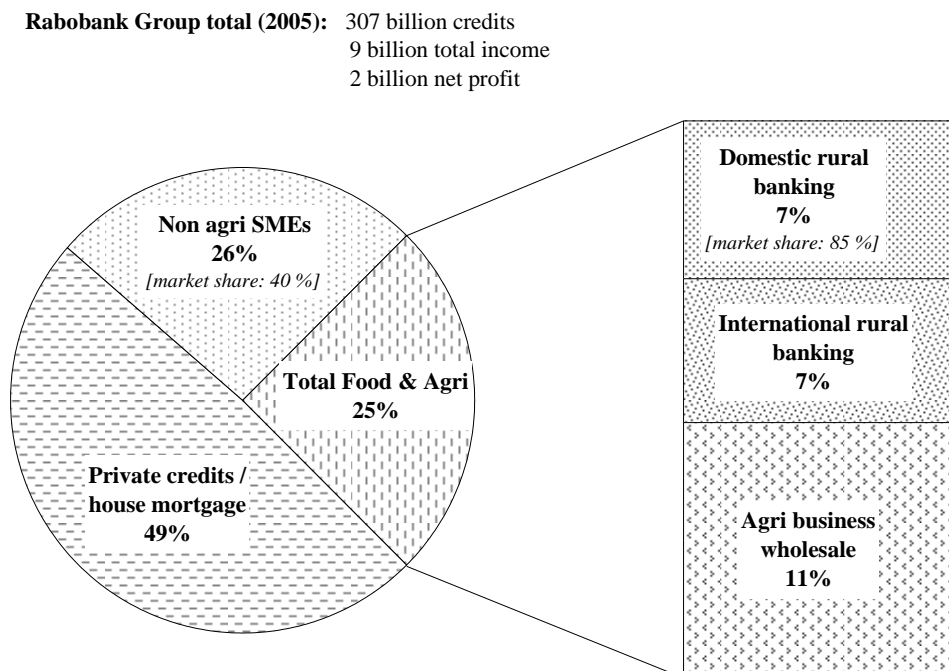 Rabobank Group total (2005): 307 billion credits
9 billion total income
2 billion net profit
Non agri SMEs
26%
[market share: 40 %]
Total Food & Agri
25%
Private credits /
house mortgage
49%
Domestic rural
banking
7%
[market share: 85 %]
International rural
banking
7%
Agri business
wholesale
11%